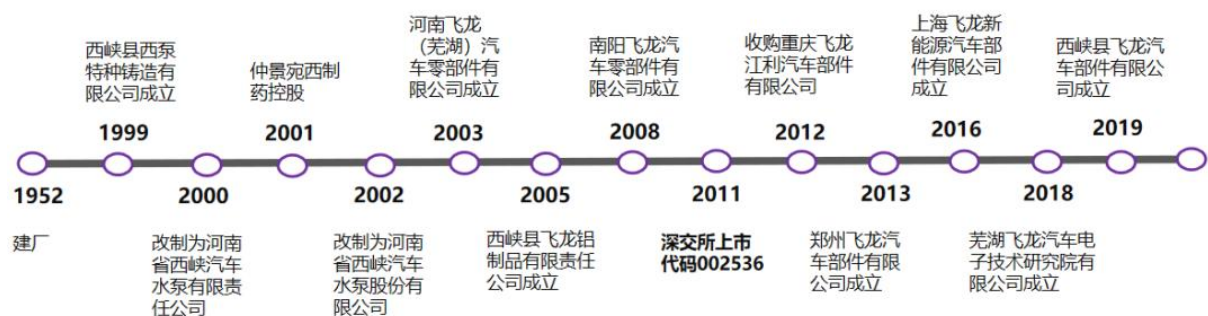 西峡县西泵
特种铸造有
限公司成立
1999
仲景宛西制
药控股
2001
河南飞龙
（芜湖）汽
车零部件有
限公司成立
2003
南阳飞龙汽
车零部件有
限公司成立
2008
收购重庆飞龙
江利汽车部件
有限公司
2012
上海飞龙新
能源汽车部
件有限公司
成立
2016
西峡县飞龙汽
车部件有限公
司成立
2019
1952
建厂
2000
改制为河南
省西峡汽车
水泵有限责
任公司
2002
改制为河南
省西峡汽车
水泵股份有
限公司
2005
西峡县飞龙铝
制品有限责任
公司成立
2011
深交所上市
代码002536
2013
郑州飞龙汽
车部件有限公
司成立
2018
芜湖飞龙汽车电
子技术研究院有
限公司成立